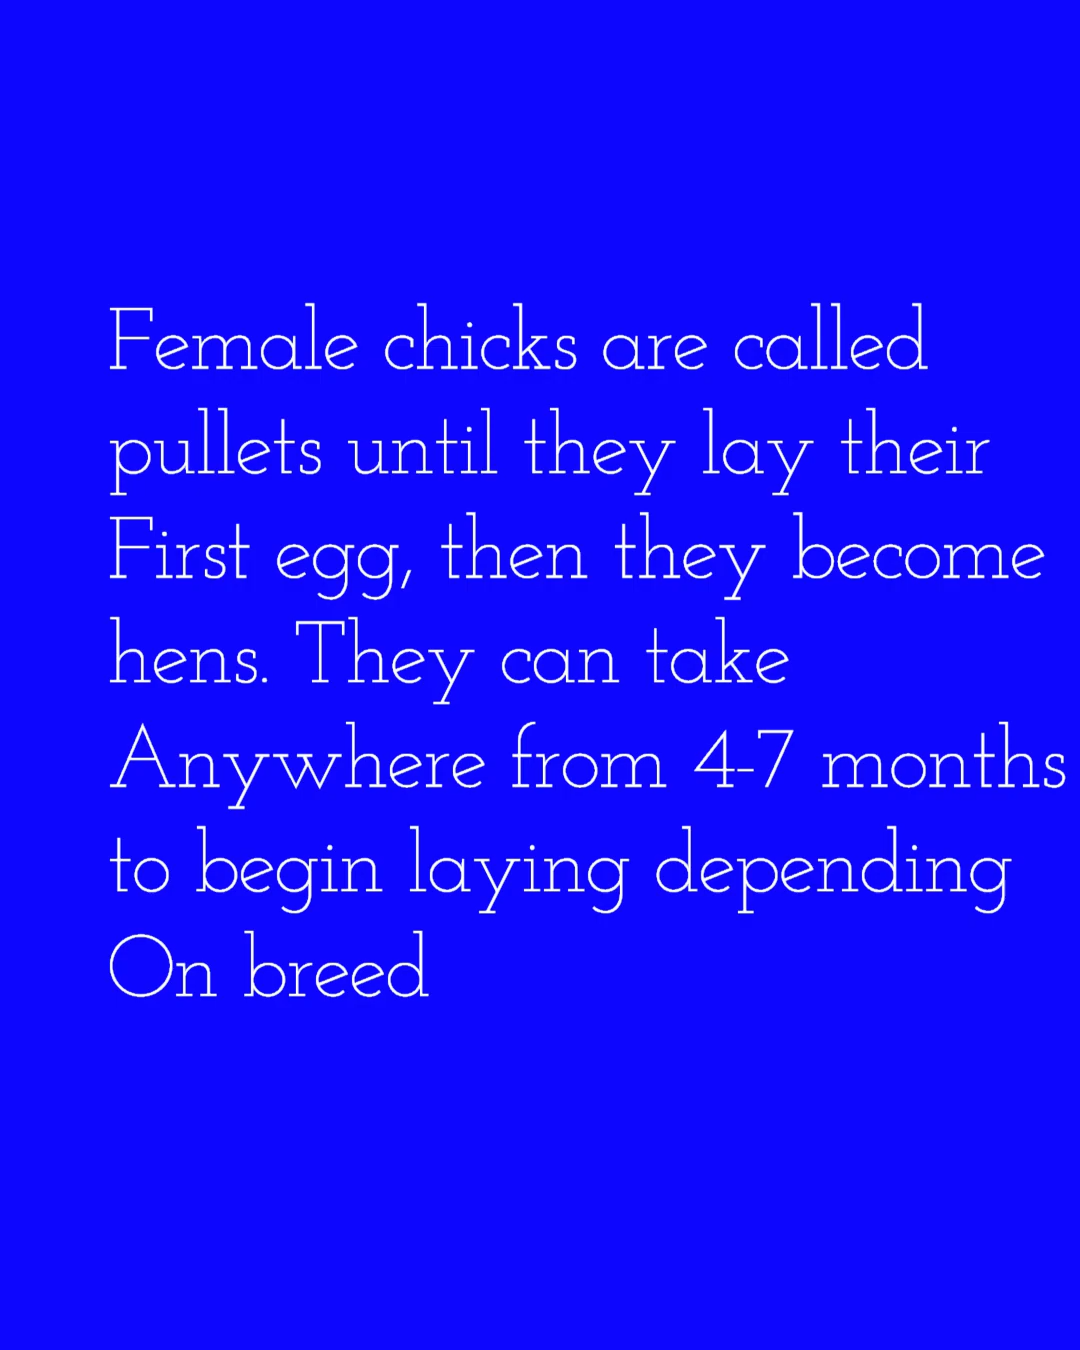 Female chicks are called
pullets until they lay their
First egg, then they become
hens. They can take
Anywhere from 4-7 months
to begin laying depending
On breed